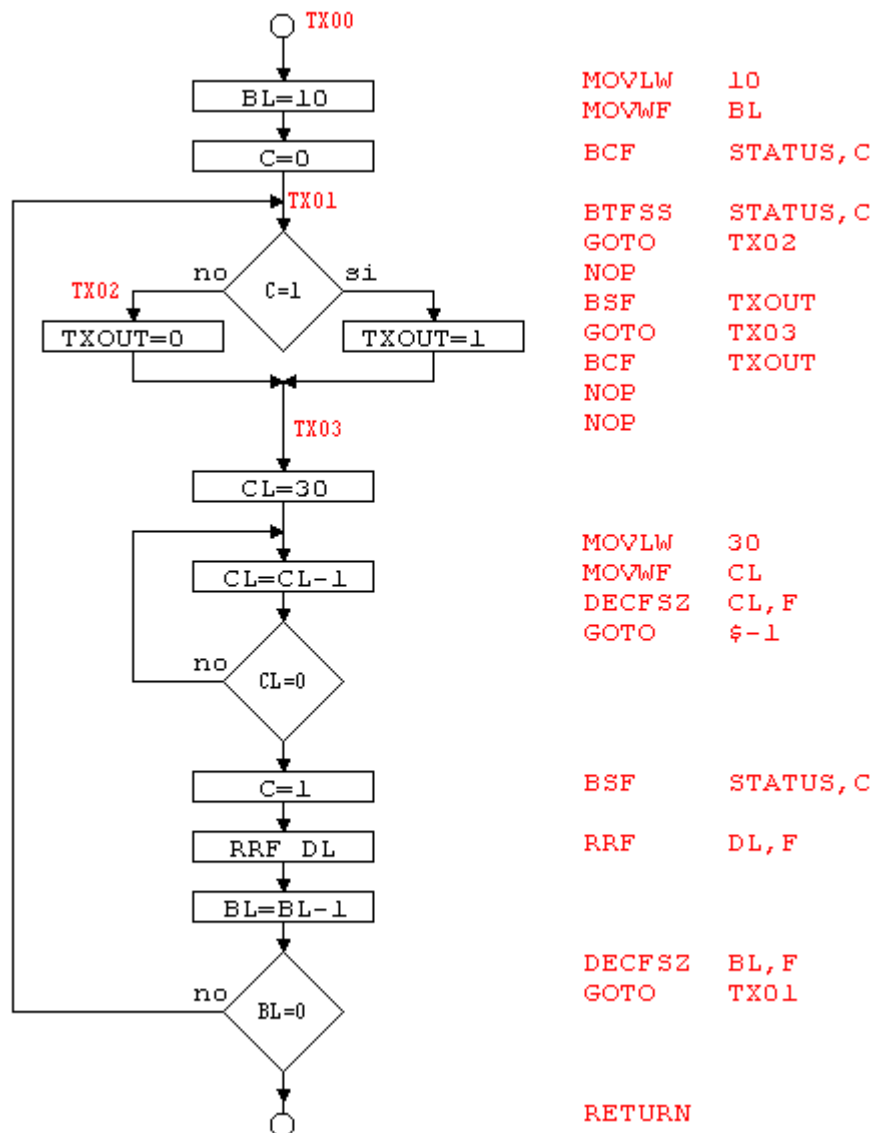 TX00
BL=10
MOVLW 10
MOVWF BL
C=0
BCF STATUS,C
TX01
BTFSS STATUS,C
GOTO TX02
no
si
C=1
NOP
TX02
BSF TXOUT
TXOUT=0
TXOUT=1
GOTO TX03
BCF TXOUT
NOP
NOP
TX03
CL=30
MOVLW 30
CL=CL-1
MOVWF CL
DECFSZ CL,F
GOTO $-1
no
CL=0
C=1
BSF STATUS,C
RRF DL
RRF DL,F
BL=BL-1
DECFSZ BL,F
no
GOTO TX01
BL=0
RETURN